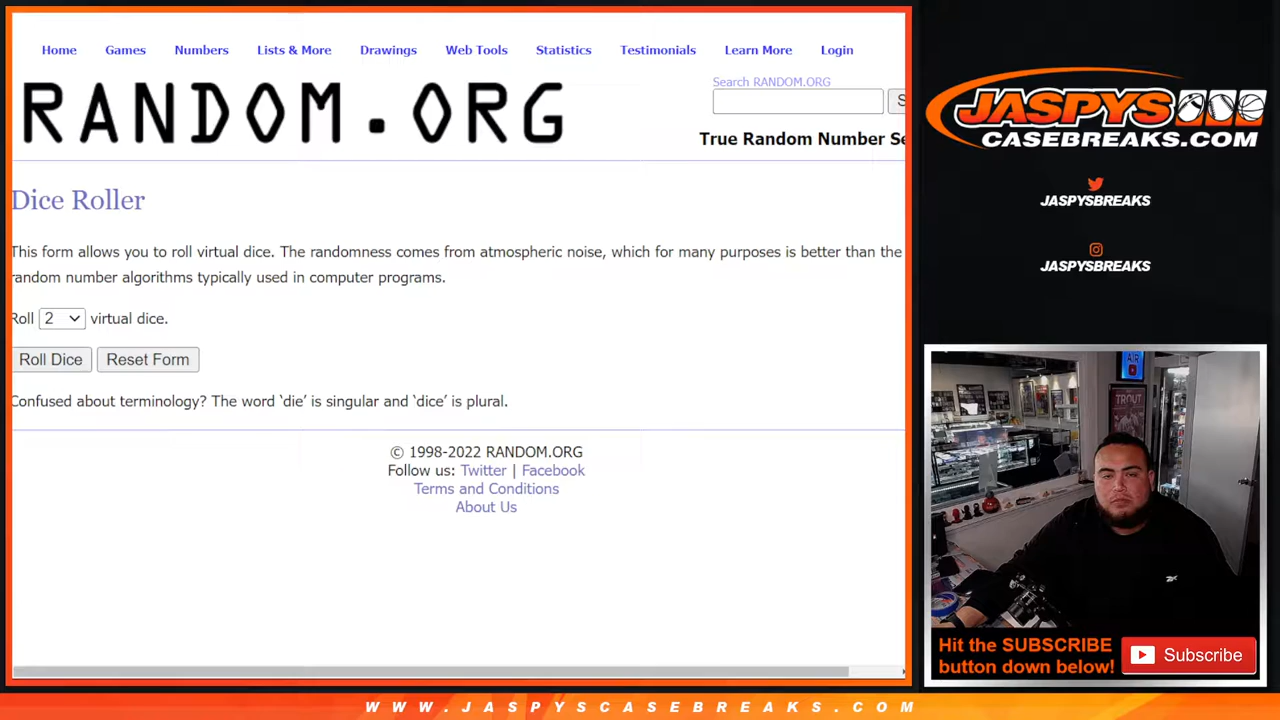 Home Games Numbers Lists & More Drawings Web Tools Statistics Testimonials Learn More Login
RANDOM.ORG
Search RANDOM.ORG
S
True Random Number Se
Dice Roller
This form allows you to roll virtual dice. The randomness comes from atmospheric noise, which for many purposes is better than the
random number algorithms typically used in computer programs.
Roll 2 virtual dice.
Roll Dice Reset Form
Confused about terminology? The word ‘die’ is singular and ‘dice’ is plural.
© 1998-2022 RANDOM.ORG
Follow us: Twitter | Facebook
Terms and Conditions
About Us
JASPYS
CASEBREAKS.COM
JASPYSBREAKS
JASPYSBREAKS
A/R
TROUT
Hit the SUBSCRIBE
button down below!
Subscribe
WWW.JASPYSCASEBREAKS.COM